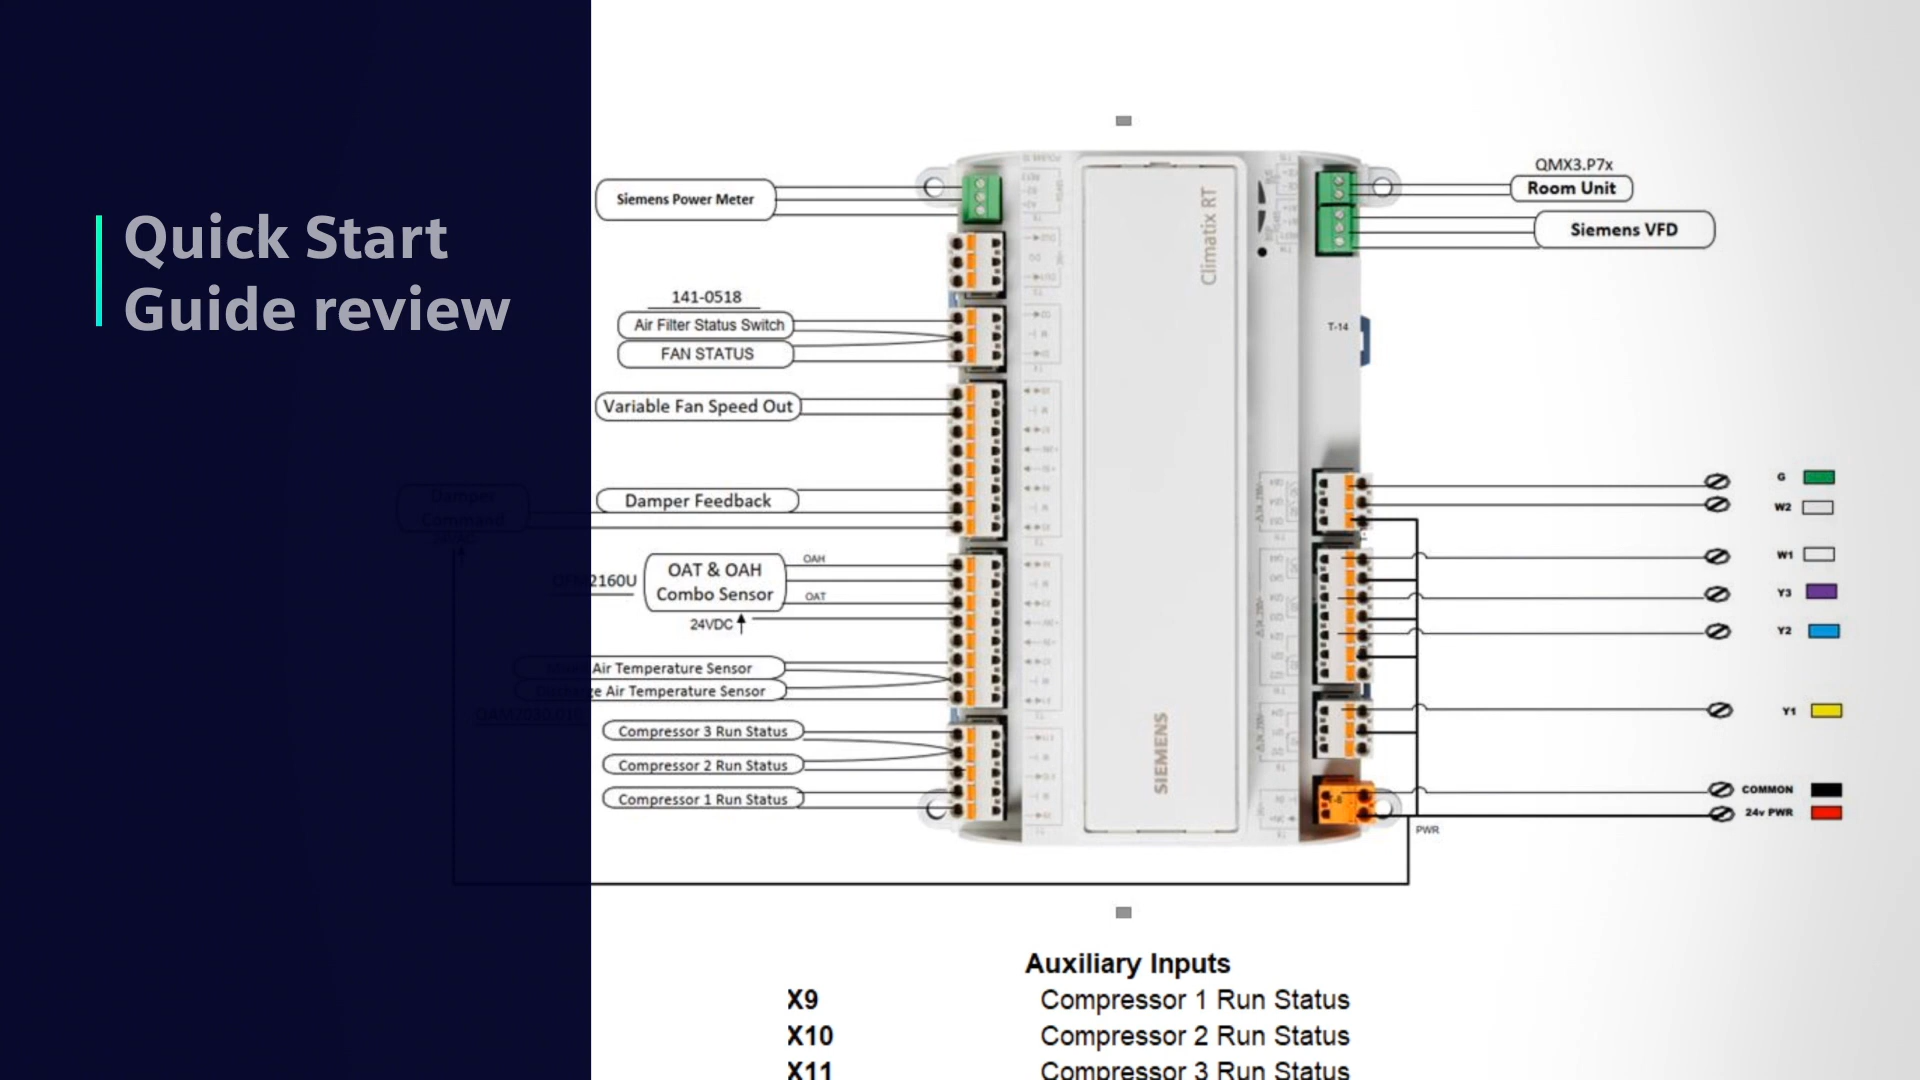 Quick Start
Guide review
Siemens Power Meter
141-0518
Air Filter Status Switch
FAN STATUS
Variable Fan Speed Out
Damper
Command
Damper Feedback
2160U
OAT & OAH
Combo Sensor
OAH
OAT
24VDC
Air Temperature Sensor
Air Temperature Sensor
Compressor 3 Run Status
Compressor 2 Run Status
Compressor 1 Run Status
Climatix RT
SIEMENS
QMX3.P7x
Room Unit
Siemens VFD
T-14
G
W2
W1
Y3
Y2
Y1
COMMON
24v PWR
T-8
PWR
Auxiliary Inputs
X9 Compressor 1 Run Status
X10 Compressor 2 Run Status
X11 Compressor 3 Run Status